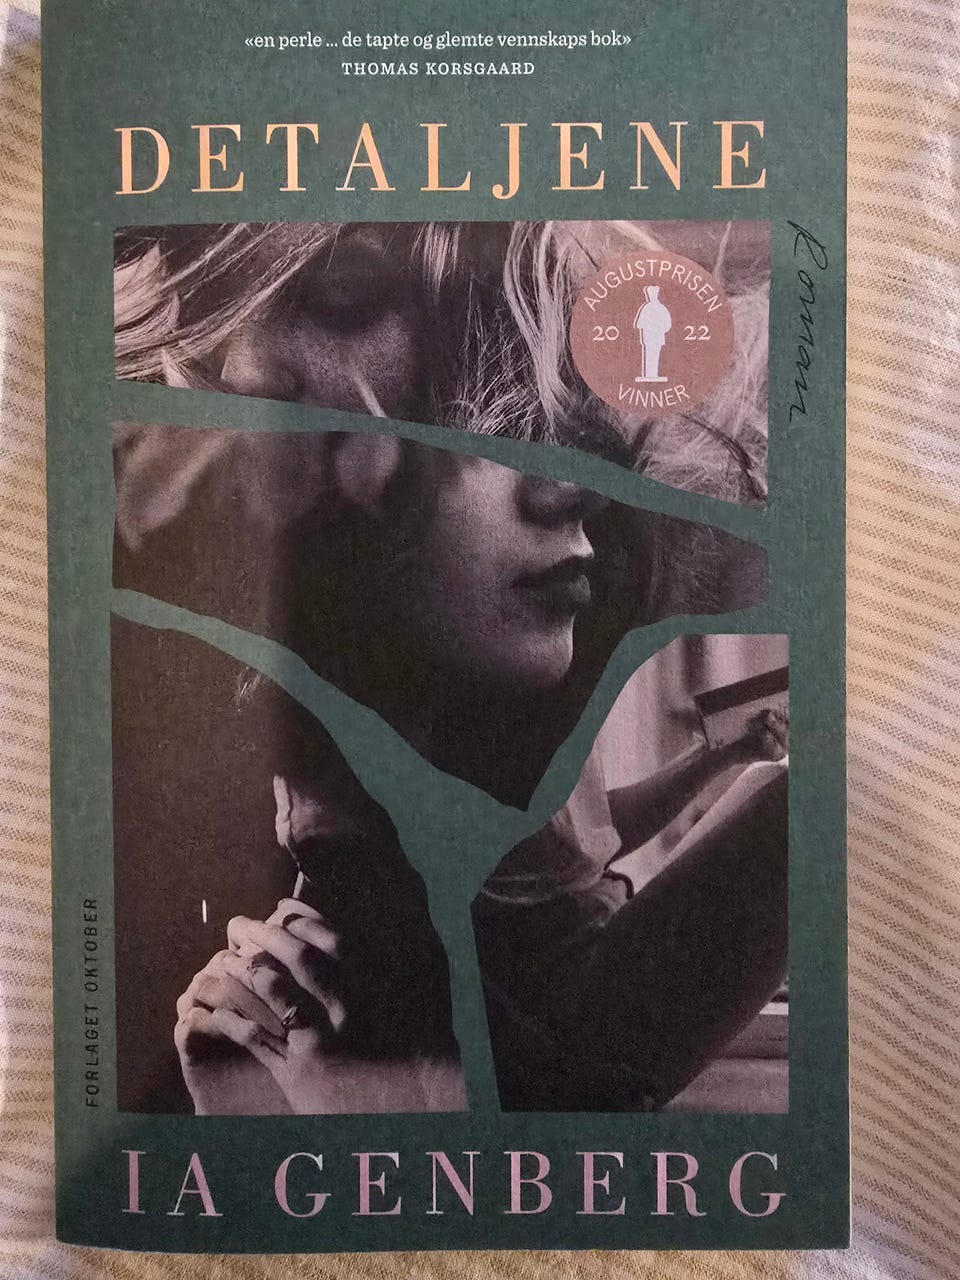 «en perle ... de tapte og glemte vennskaps bok»
THOMAS KORSGAARD
DETALJENE
AUGUSTPRISEN
20 22
VINNER
Roman
FORLAGET OKTOBER
IA GENBERG